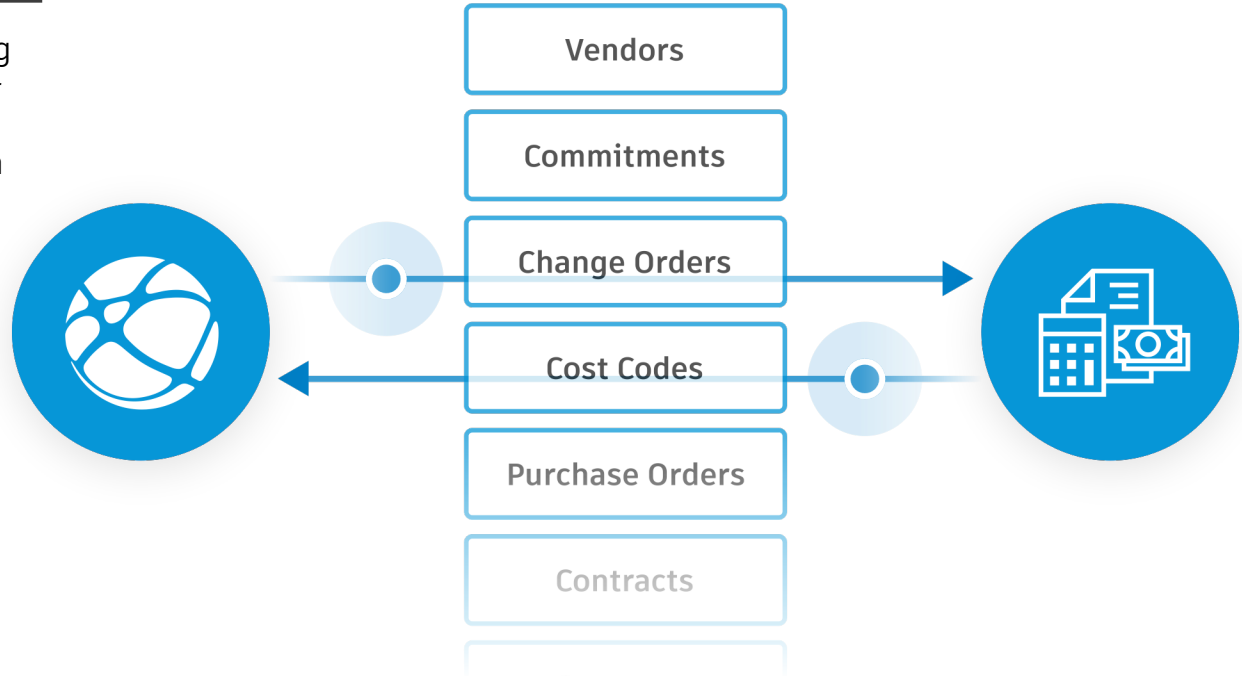 Vendors
Commitments
Change Orders
Cost Codes
Purchase Orders
Contracts